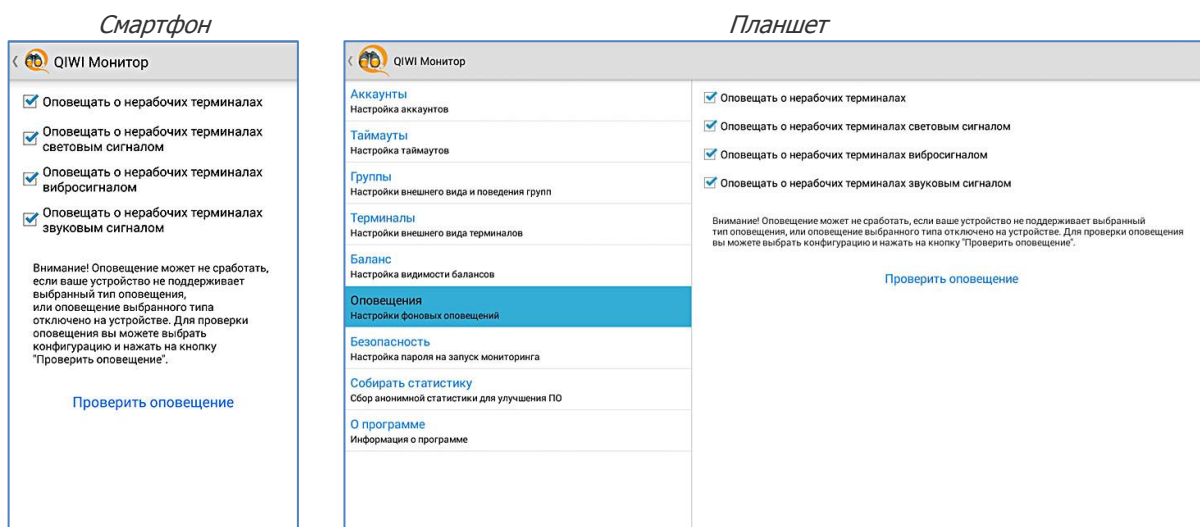 Смартфон
QIWI Монитор
Оповещать о нерабочих терминалах
Оповещать о нерабочих терминалах
световым сигналом
Оповещать о нерабочих терминалах
вибросигналом
Оповещать о нерабочих терминалах
звуковым сигналом
Внимание! Оповещение может не сработать,
если ваше устройство не поддерживает
выбранный тип оповещения,
или оповещение выбранного типа
отключено на устройстве. Для проверки
оповещения вы можете выбрать
конфигурацию и нажать на кнопку
"Проверить оповещение".
Проверить оповещение
Планшет
QIWI Монитор
Аккаунты
Настройка аккаунтов
Таймауты
Настройка таймаутов
Группы
Настройки внешнего вида и поведения групп
Терминалы
Настройки внешнего вида терминалов
Баланс
Настройка видимости балансов
Оповещения
Настройки фоновых оповещений
Безопасность
Настройка пароля на запуск мониторинга
Собирать статистику
Сбор анонимной статистики для улучшения ПО
О программе
Информация о программе
Оповещать о нерабочих терминалах
Оповещать о нерабочих терминалах световым сигналом
Оповещать о нерабочих терминалах вибросигналом
Оповещать о нерабочих терминалах звуковым сигналом
Внимание! Оповещение может не сработать, если ваше устройство не поддерживает выбранный
тип оповещения, или оповещение выбранного типа отключено на устройстве. Для проверки оповещения
вы можете выбрать конфигурацию и нажать на кнопку "Проверить оповещение".
Проверить оповещение